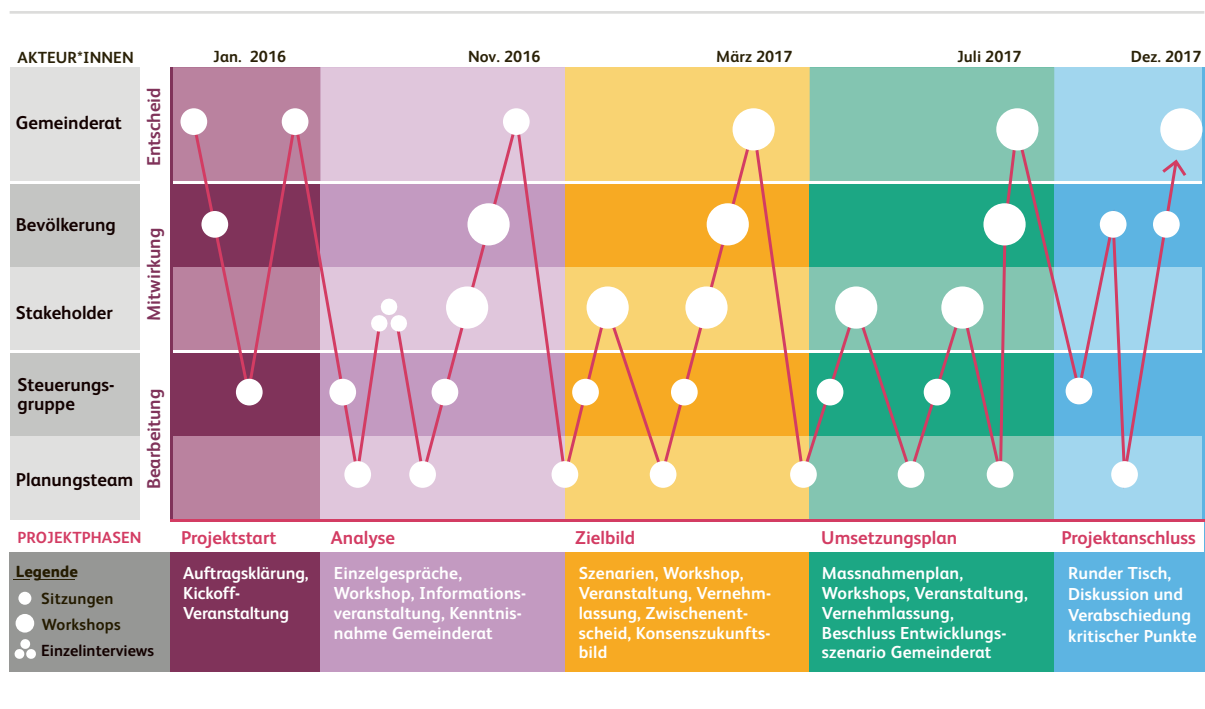 AKTEUR*INNEN
Jan. 2016
Nov. 2016
März 2017
Juli 2017
Dez. 2017
Gemeinderat
Entscheid
Bevölkerung
Mitwirkung
Stakeholder
Steuerungs-
gruppe
Bearbeitung
Planungsteam
PROJEKTPHASEN
Projektstart
Analyse
Zielbild
Umsetzungsplan
Projektanschluss
Legende
Sitzungen
Workshops
Einzelinterviews
Auftragsklärung,
Kickoff-
Veranstaltung
Einzelgespräche,
Workshop, Informations-
veranstaltung, Kenntnis-
nahme Gemeinderat
Szenarien, Workshop,
Veranstaltung, Vernehm-
lassung, Zwischenent-
scheid, Konsenszukunfts-
bild
Massnahmenplan,
Workshops, Veranstaltung,
Vernehmlassung,
Beschluss Entwicklungs-
szenario Gemeinderat
Runder Tisch,
Diskussion und
Verabschiedung
kritischer Punkte